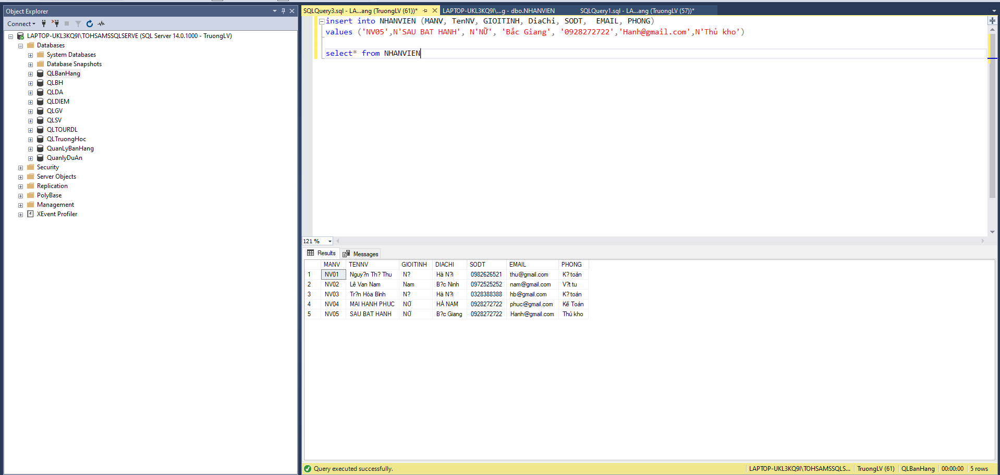 Object Explorer
Connect
LAPTOP-UKL3KQ9I\TOHSAMSSQLSERVE (SQL Server 14.0.1000 - TruongLV)
Databases
System Databases
Database Snapshots
QLBanHang
QLBH
QLDA
QLDIEM
QLGV
QLSV
QLTOURDL
QLTruongHoc
QuanLyBanHang
QuanlyDuAn
Security
Server Objects
Replication
PolyBase
Management
XEvent Profiler
SQLQuery3.sql - LA...ang (TruongLV (61))* LAPTOP-UKL3KQ9I\...g - dbo.NHANVIEN SQLQuery1.sql - LA...ang (TruongLV (57))*
insert into NHANVIEN (MANV, TenNV, GIOITINH, DiaChi, SODT,  EMAIL, PHONG)
values ('NV05',N'SAU BAT HANH', N'NỮ', 'Bắc Giang', '0928272722','Hanh@gmail.com',N'Thủ kho')
select* from NHANVIEN
121 %
Results Messages
MANV TENNV GIOITINH DIACHI SODT EMAIL PHONG
1 NV01 Nguy?n Th? Thu N? Hà N?i 0982626521 thu@gmail.com K? toán
2 NV02 Lê Van Nam Nam B?c Ninh 0972525252 nam@gmail.com V?t tu
3 NV03 Tr?n Hòa Bình N? Hà N?i 0328388388 hb@gmail.com K? toán
4 NV04 MAI HANH PHUC NỮ HÀ NAM 0928272722 phuc@gmail.com Kế Toán
5 NV05 SAU BAT HANH NỮ B?c Giang 0928272722 Hanh@gmail.com Thủ kho
Query executed successfully. LAPTOP-UKL3KQ9I\TOHSAMSSQLS... TruongLV (61) QLBanHang 00:00:00 5 rows